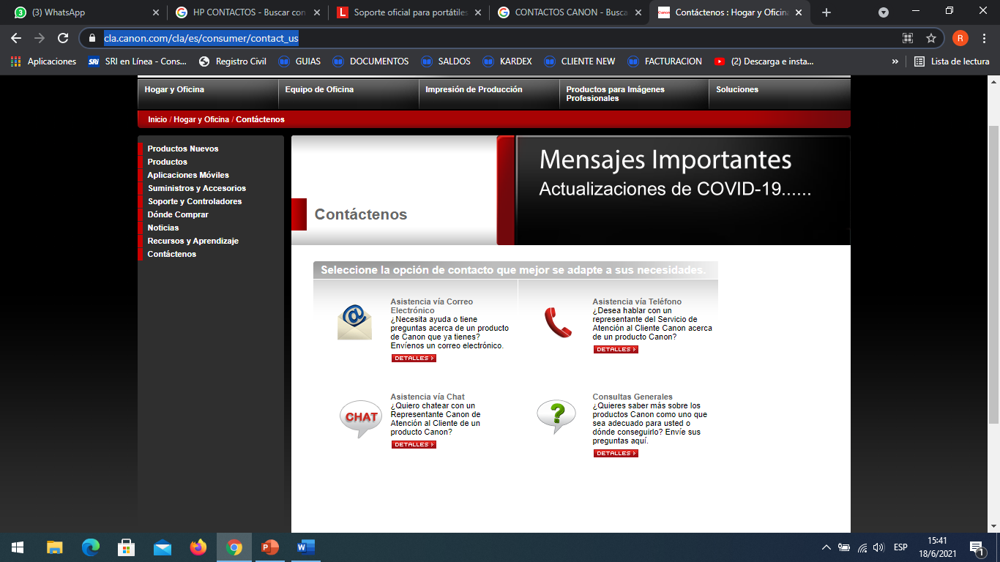 (3) WhatsApp
HP CONTACTOS - Buscar con
Soporte oficial para portátiles
CONTACTOS CANON - Busca
Canon
Contáctenos : Hogar y Oficina
cla.canon.com/cla/es/consumer/contact_us
R
Aplicaciones
SRI
SRI en Línea - Cons...
Registro Civil
GUIAS
DOCUMENTOS
SALDOS
KARDEX
CLIENTE NEW
FACTURACION
(2) Descarga e insta...
»
Lista de lectura
Hogar y Oficina
Equipo de Oficina
Impresión de Producción
Productos para Imágenes
Profesionales
Soluciones
Inicio / Hogar y Oficina / Contáctenos
Productos Nuevos
Productos
Aplicaciones Móviles
Suministros y Accesorios
Soporte y Controladores
Dónde Comprar
Noticias
Recursos y Aprendizaje
Contáctenos
Contáctenos
Mensajes Importantes
Actualizaciones de COVID-19......
Seleccione la opción de contacto que mejor se adapte a sus necesidades.
Asistencia vía Correo
Electrónico
¿Necesita ayuda o tiene
preguntas acerca de un producto
de Canon que ya tienes?
Envíenos un correo electrónico.
DETALLES
Asistencia vía Teléfono
¿Desea hablar con un
representante del Servicio de
Atención al Cliente Canon acerca
de un producto Canon?
DETALLES
CHAT
Asistencia vía Chat
¿Quiero chatear con un
Representante Canon de
Atención al Cliente de un
producto Canon?
DETALLES
?
Consultas Generales
¿Quieres saber más sobre los
productos Canon como uno que
sea adecuado para usted o
dónde conseguirlo? Envíe sus
preguntas aquí.
DETALLES
ESP
15:41
18/6/2021
1